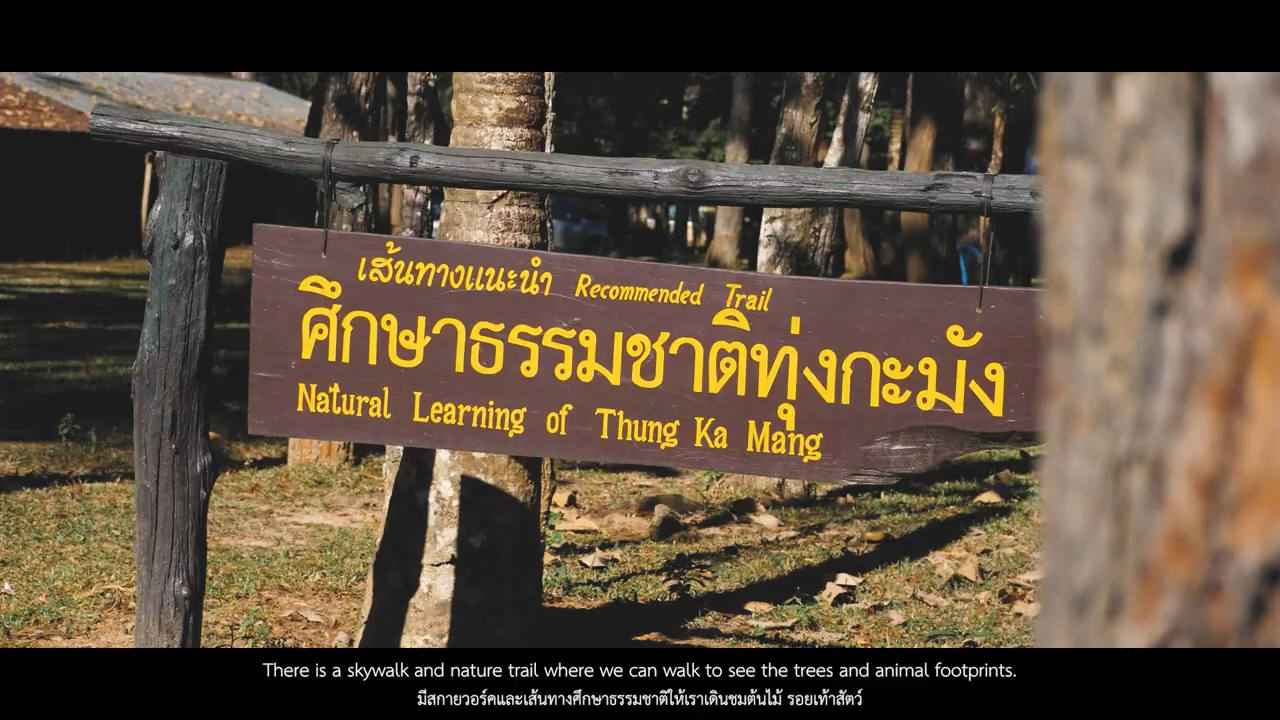 เส้นทางแนะนำ Recommended Trail
ศึกษาธรรมชาติทุ่งกะมัง
Natural Learning of Thung Ka Mang
There is a skywalk and nature trail where we can walk to see the trees and animal footprints.
มีสกายวอร์คและเส้นทางศึกษาธรรมชาติให้เราเดินชมต้นไม้ รอยเท้าสัตว์